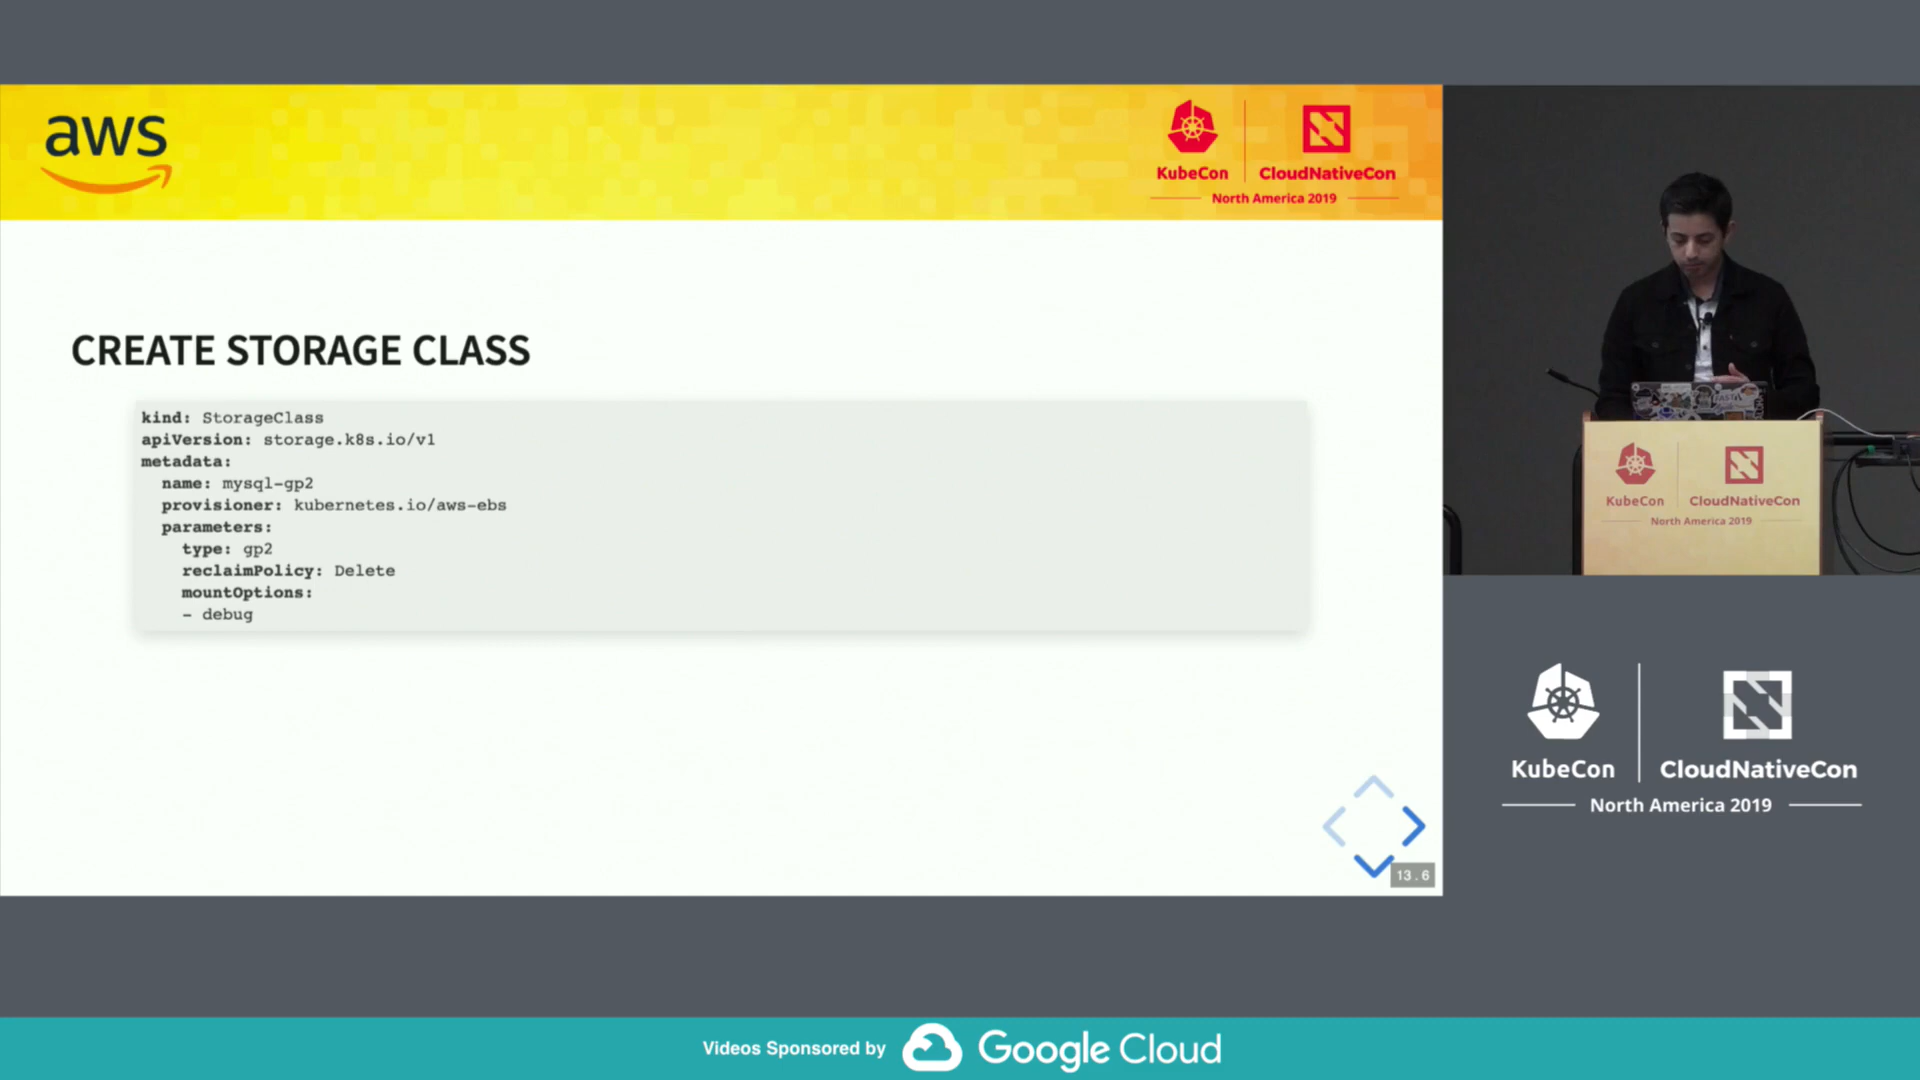 aws
KubeCon
CloudNativeCon
North America 2019
CREATE STORAGE CLASS
kind: StorageClass
apiVersion: storage.k8s.io/v1
metadata:
  name: mysql-gp2
  provisioner: kubernetes.io/aws-ebs
  parameters:
    type: gp2
    reclaimPolicy: Delete
    mountOptions:
    - debug
13.6
KubeCon
CloudNativeCon
North America 2019
KubeCon
CloudNativeCon
North America 2019
Videos Sponsored by
Google Cloud